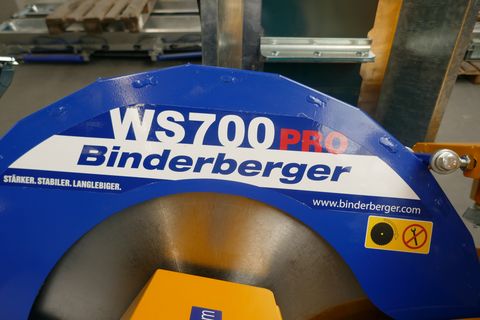 WS700 PRO
Binderberger
STÄRKER. STABILER. LANGLEBIGER.
www.binderberger.com